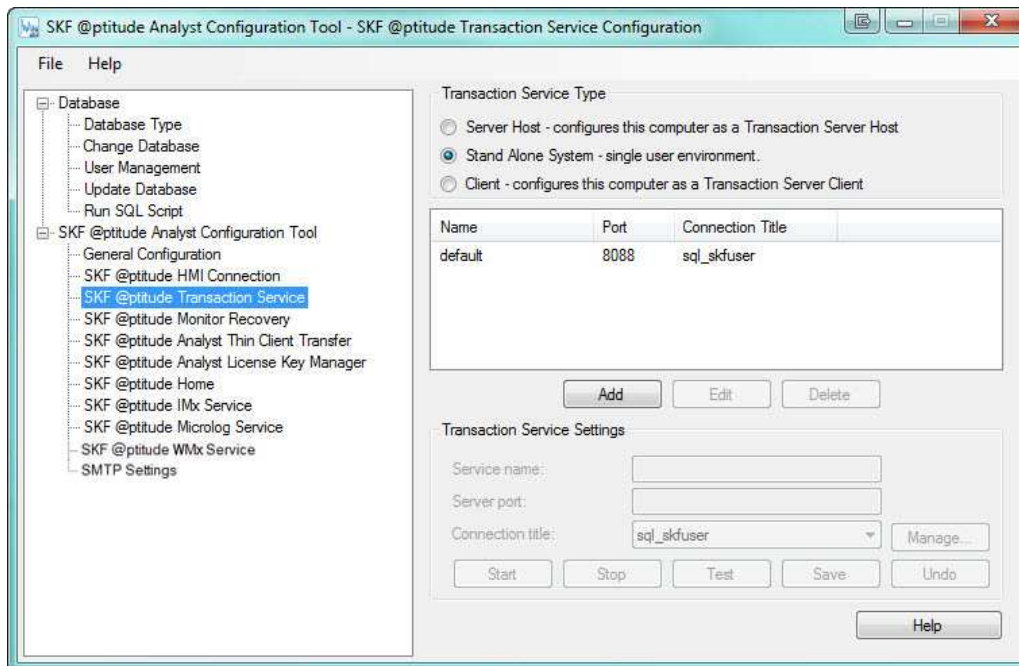 SKF @ptitude Analyst Configuration Tool - SKF @ptitude Transaction Service Configuration
File Help
Database
Database Type
Change Database
User Management
Update Database
Run SQL Script
SKF @ptitude Analyst Configuration Tool
General Configuration
SKF @ptitude HMI Connection
SKF @ptitude Transaction Service
SKF @ptitude Monitor Recovery
SKF @ptitude Analyst Thin Client Transfer
SKF @ptitude Analyst License Key Manager
SKF @ptitude Home
SKF @ptitude IMx Service
SKF @ptitude Microlog Service
SKF @ptitude WMx Service
SMTP Settings
Transaction Service Type
Server Host - configures this computer as a Transaction Server Host
Stand Alone System - single user environment.
Client - configures this computer as a Transaction Server Client
Name Port Connection Title
default 8088 sql_skfuser
Add Edit Delete
Transaction Service Settings
Service name:
Server port:
Connection title: sql_skfuser Manage...
Start Stop Test Save Undo
Help